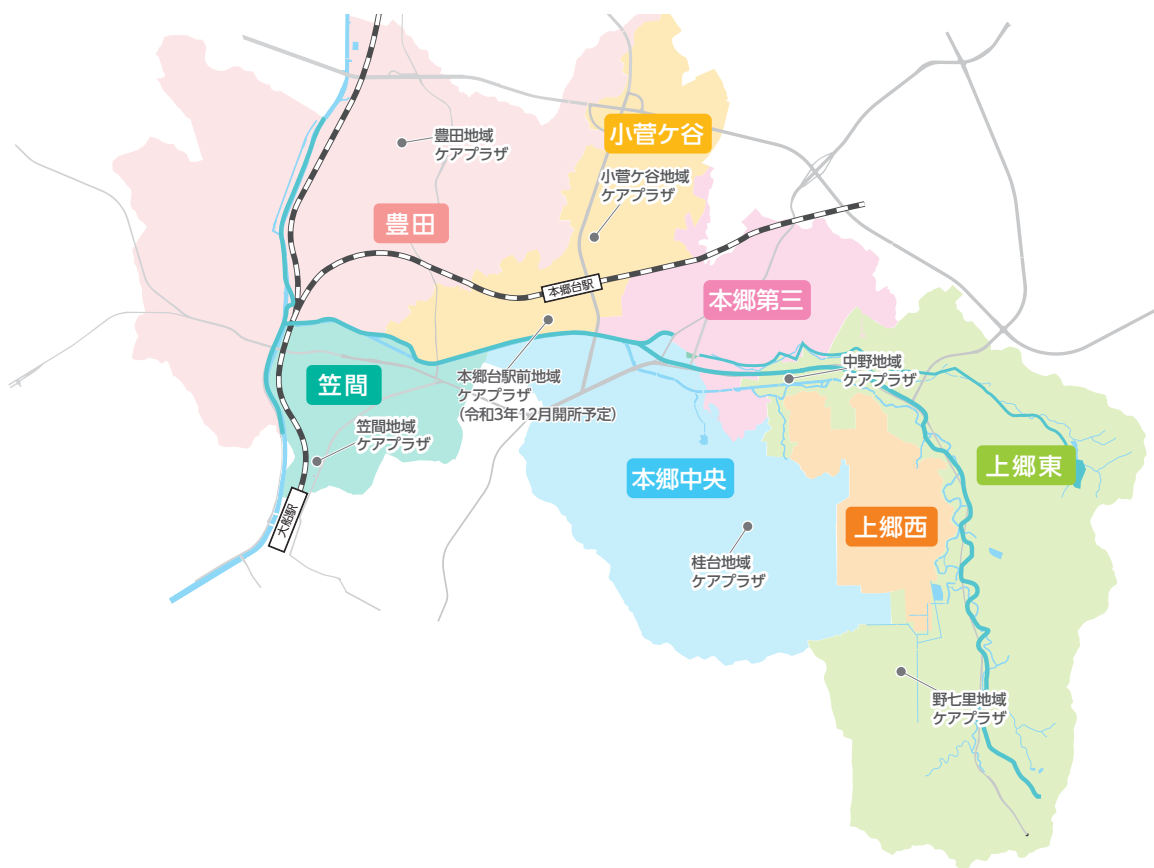 豊田地域
ケアプラザ
小菅ケ谷
小菅ケ谷地域
ケアプラザ
豊田
本郷台駅
本郷第三
本郷台駅前地域
ケアプラザ
(令和3年12月開所予定)
中野地域
ケアプラザ
笠間
笠間地域
ケアプラザ
上郷東
本郷中央
上郷西
大船駅
桂台地域
ケアプラザ
野七里地域
ケアプラザ